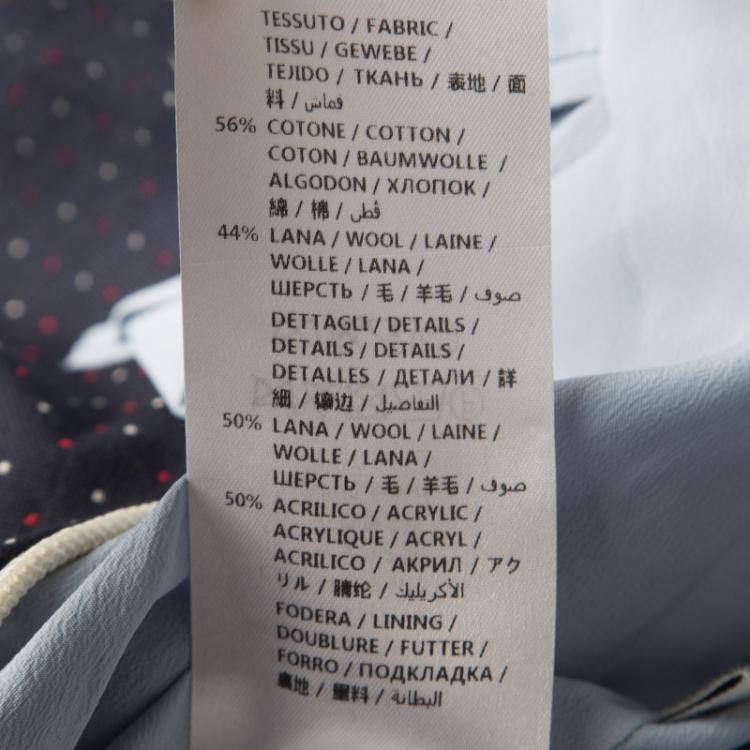 TESSUTO / FABRIC /
TISSU / GEWEBE /
TEJIDO / ТКАНЬ / 表地 / 面
料 / قماش
56% COTONE / COTTON /
COTON / BAUMWOLLE /
ALGODON / ХЛОПОК /
綿 / 棉 / قطن
44% LANA / WOOL / LAINE /
WOLLE / LANA /
ШЕРСТЬ / 毛 / 羊毛 / صوف
DETTAGLI / DETAILS /
DETAILS / DETAILS /
DETALLES / ДЕТАЛИ / 詳
細 / 镶边 / التفاصيل
50% LANA / WOOL / LAINE /
WOLLE / LANA /
ШЕРСТЬ / 毛 / 羊毛 / صوف
50% ACRILICO / ACRYLIC /
ACRYLIQUE / ACRYL /
ACRILICO / АКРИЛ / アク
リル / 腈纶 / الأكريليك
FODERA / LINING /
DOUBLURE / FUTTER /
FORRO / ПОДКЛАДКА /
裏地 / 里料 / البطانة